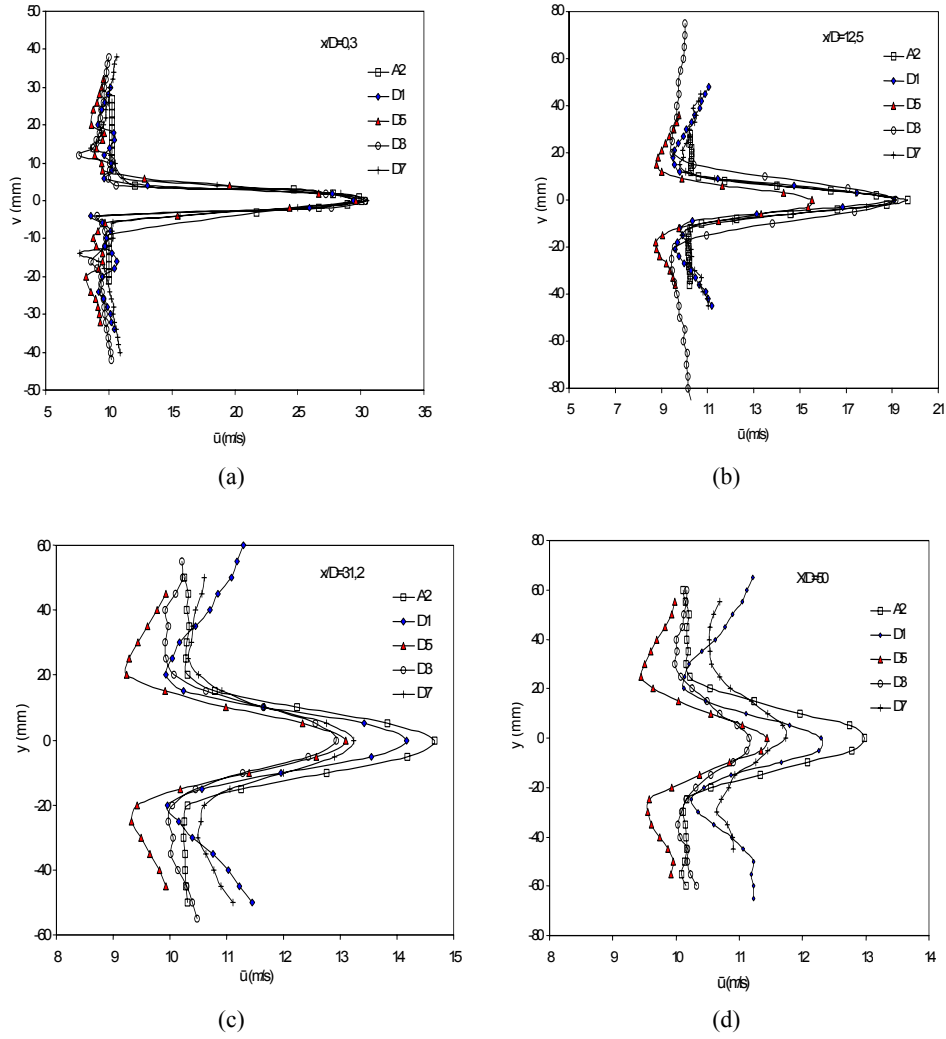 50
40
30
20
10
0
-10
-20
-30
-40
-50
5 10 15 20 25 30 35
y (mm)
ū(m/s)
x/D=0,3
A2
D1
D5
D3
D7
(a)
80
60
40
20
0
-20
-40
-60
-80
5 7 9 11 13 15 17 19 21
y (mm)
ū(m/s)
x/D=12,5
A2
D1
D5
D3
D7
(b)
60
40
20
0
-20
-40
-60
8 9 10 11 12 13 14 15
y (mm)
ū(m/s)
x/D=31,2
A2
D1
D5
D3
D7
(c)
80
60
40
20
0
-20
-40
-60
-80
8 9 10 11 12 13 14
y (mm)
ū(m/s)
X/D=50
A2
D1
D5
D3
D7
(d)